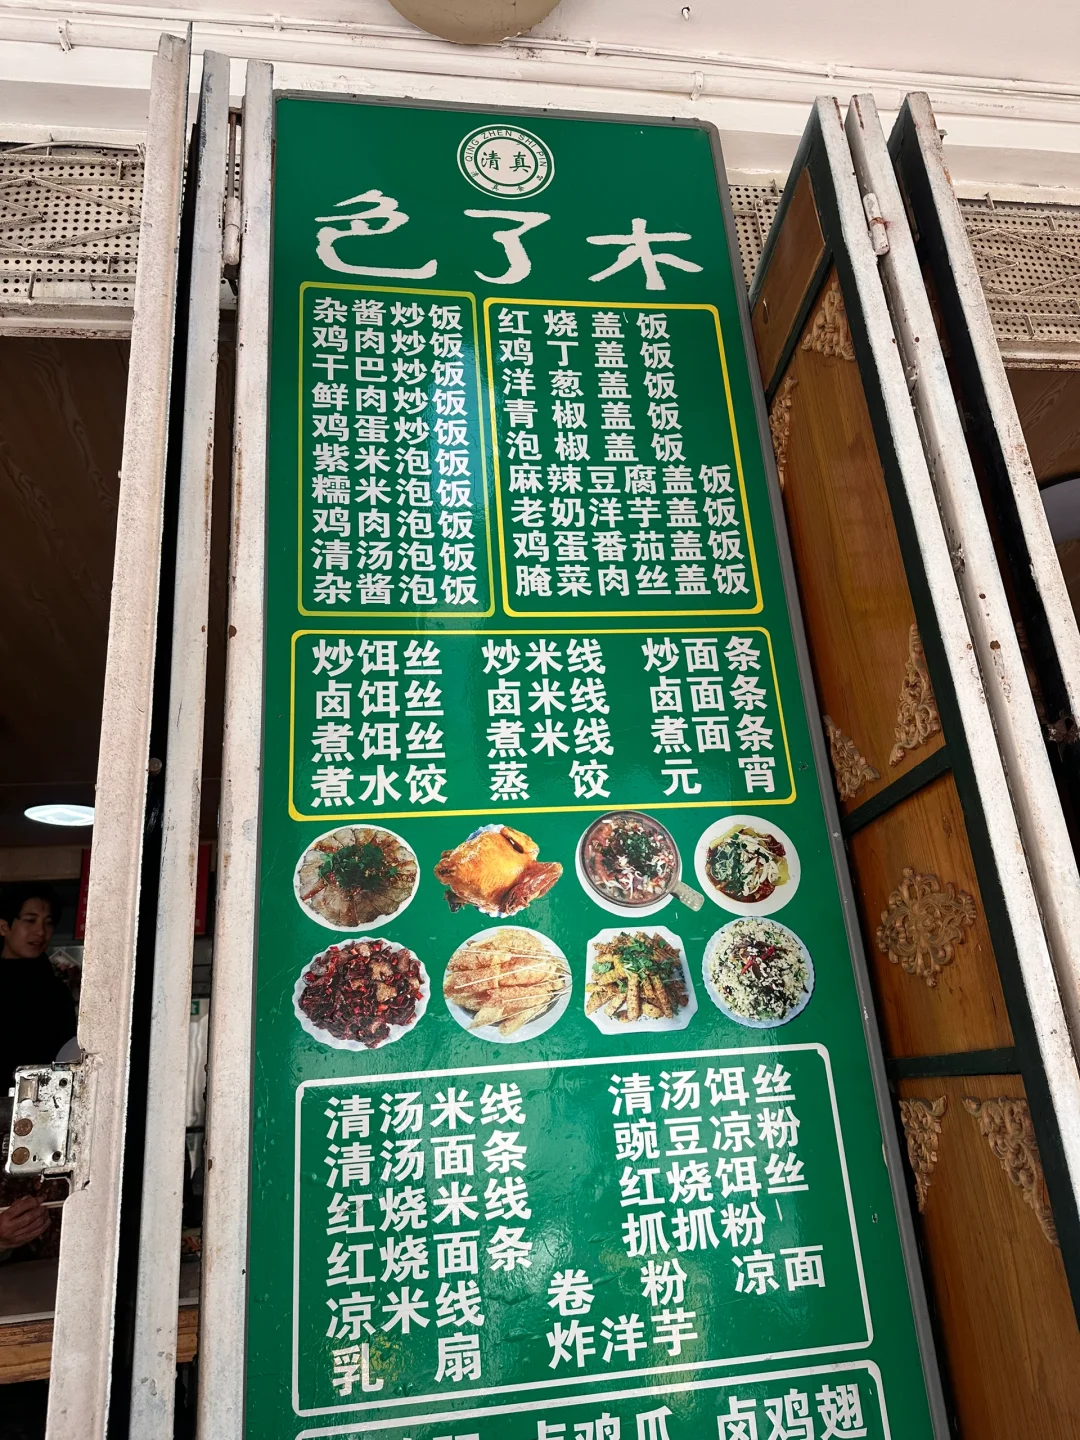 QING ZHEN SHI PIN
清真
色了木
杂酱炒饭
鸡肉炒饭
干巴炒饭
鲜肉炒饭
鸡蛋炒饭
紫米泡饭
糯米泡饭
鸡肉泡饭
清汤泡饭
杂酱泡饭
红烧盖饭
鸡丁盖饭
洋葱盖饭
青椒盖饭
泡椒盖饭
麻辣豆腐盖饭
老奶洋芋盖饭
鸡蛋番茄盖饭
腌菜肉丝盖饭
炒饵丝 炒米线 炒面条
卤饵丝 卤米线 卤面条
煮饵丝 煮米线 煮面条
煮水饺 蒸饺 元宵
清汤米线 清汤饵丝
清汤面条 豌豆凉粉
红烧米线 红烧饵丝
红烧面条 抓抓粉
凉米线 卷粉 凉面
乳扇 炸洋芋
卤鸡爪 卤鸡翅